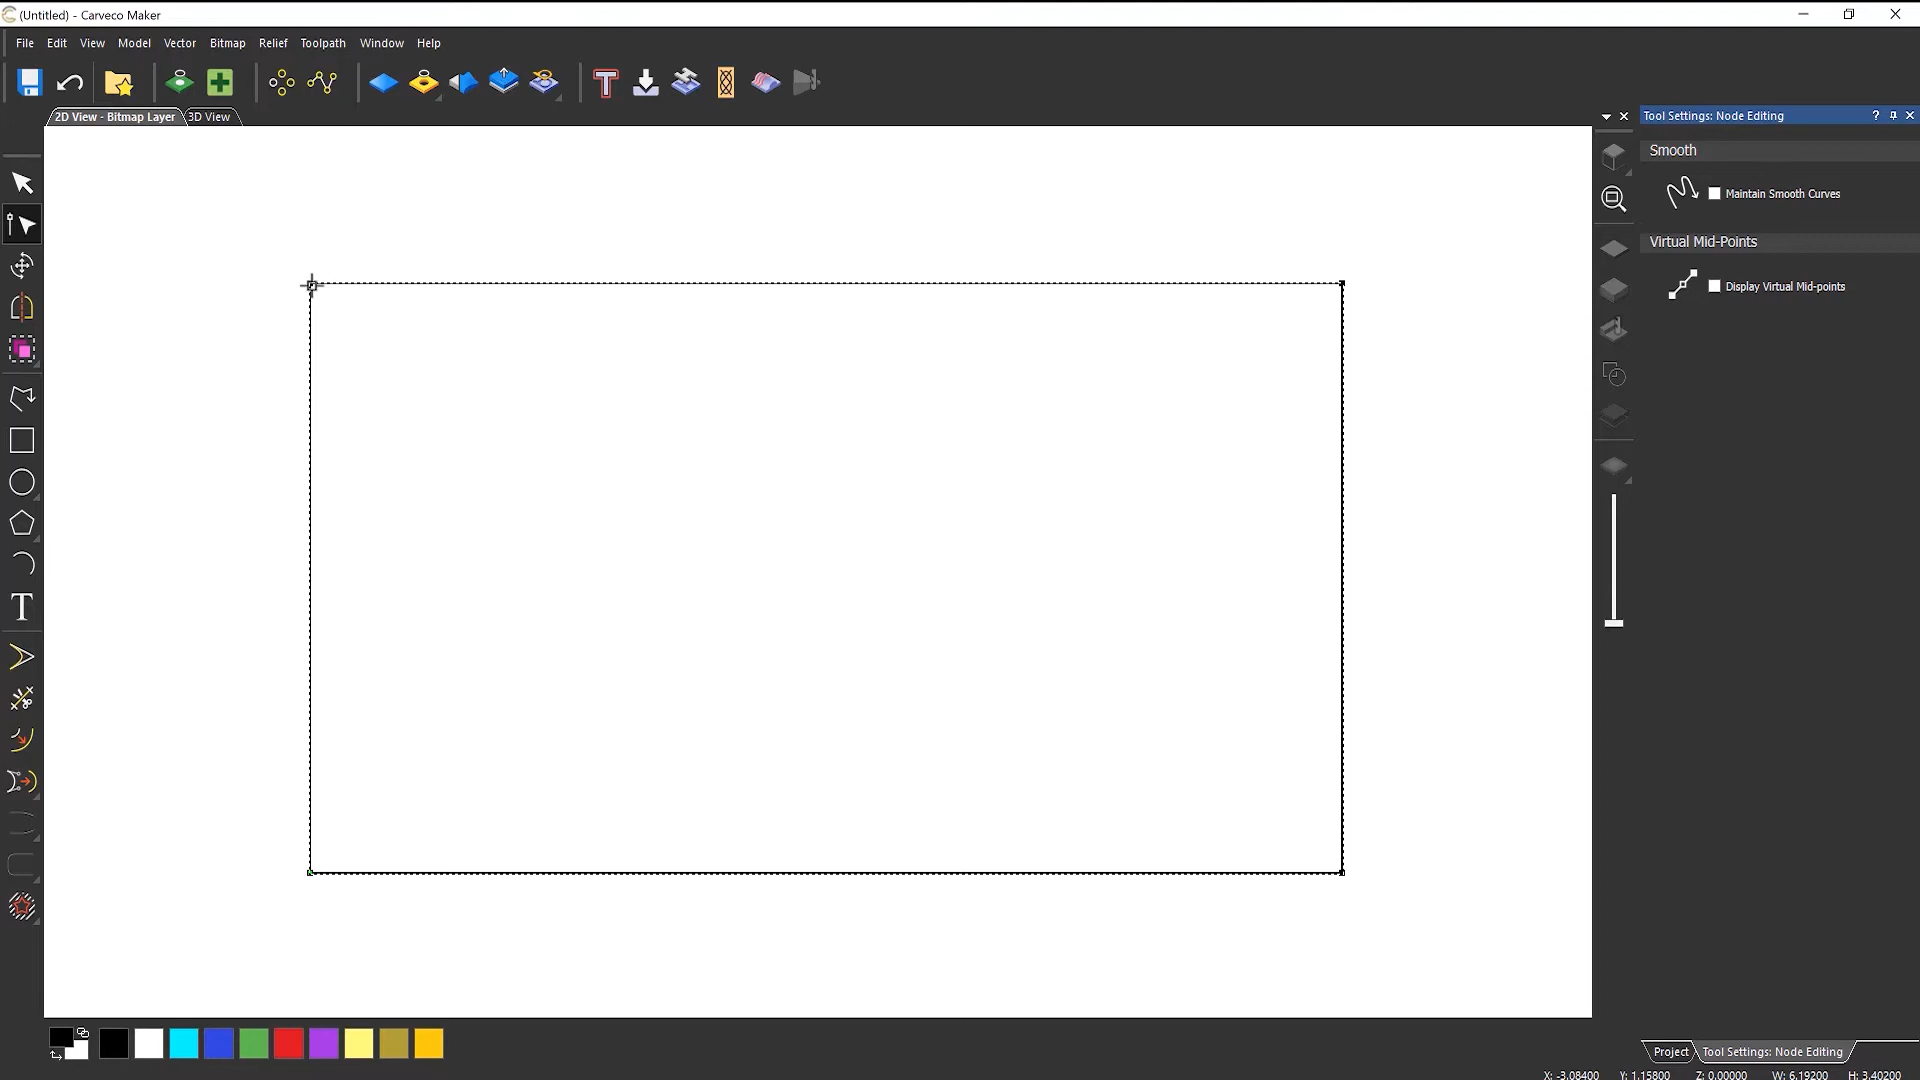 (Untitled) - Carveco Maker
File Edit View Model Vector Bitmap Relief Toolpath Window Help
2D View - Bitmap Layer 3D View
Tool Settings: Node Editing
Smooth
Maintain Smooth Curves
Virtual Mid-Points
Display Virtual Mid-points
Project Tool Settings: Node Editing
X: -3.08400 Y: 1.15800 Z: 0.00000 W: 6.19200 H: 3.40200